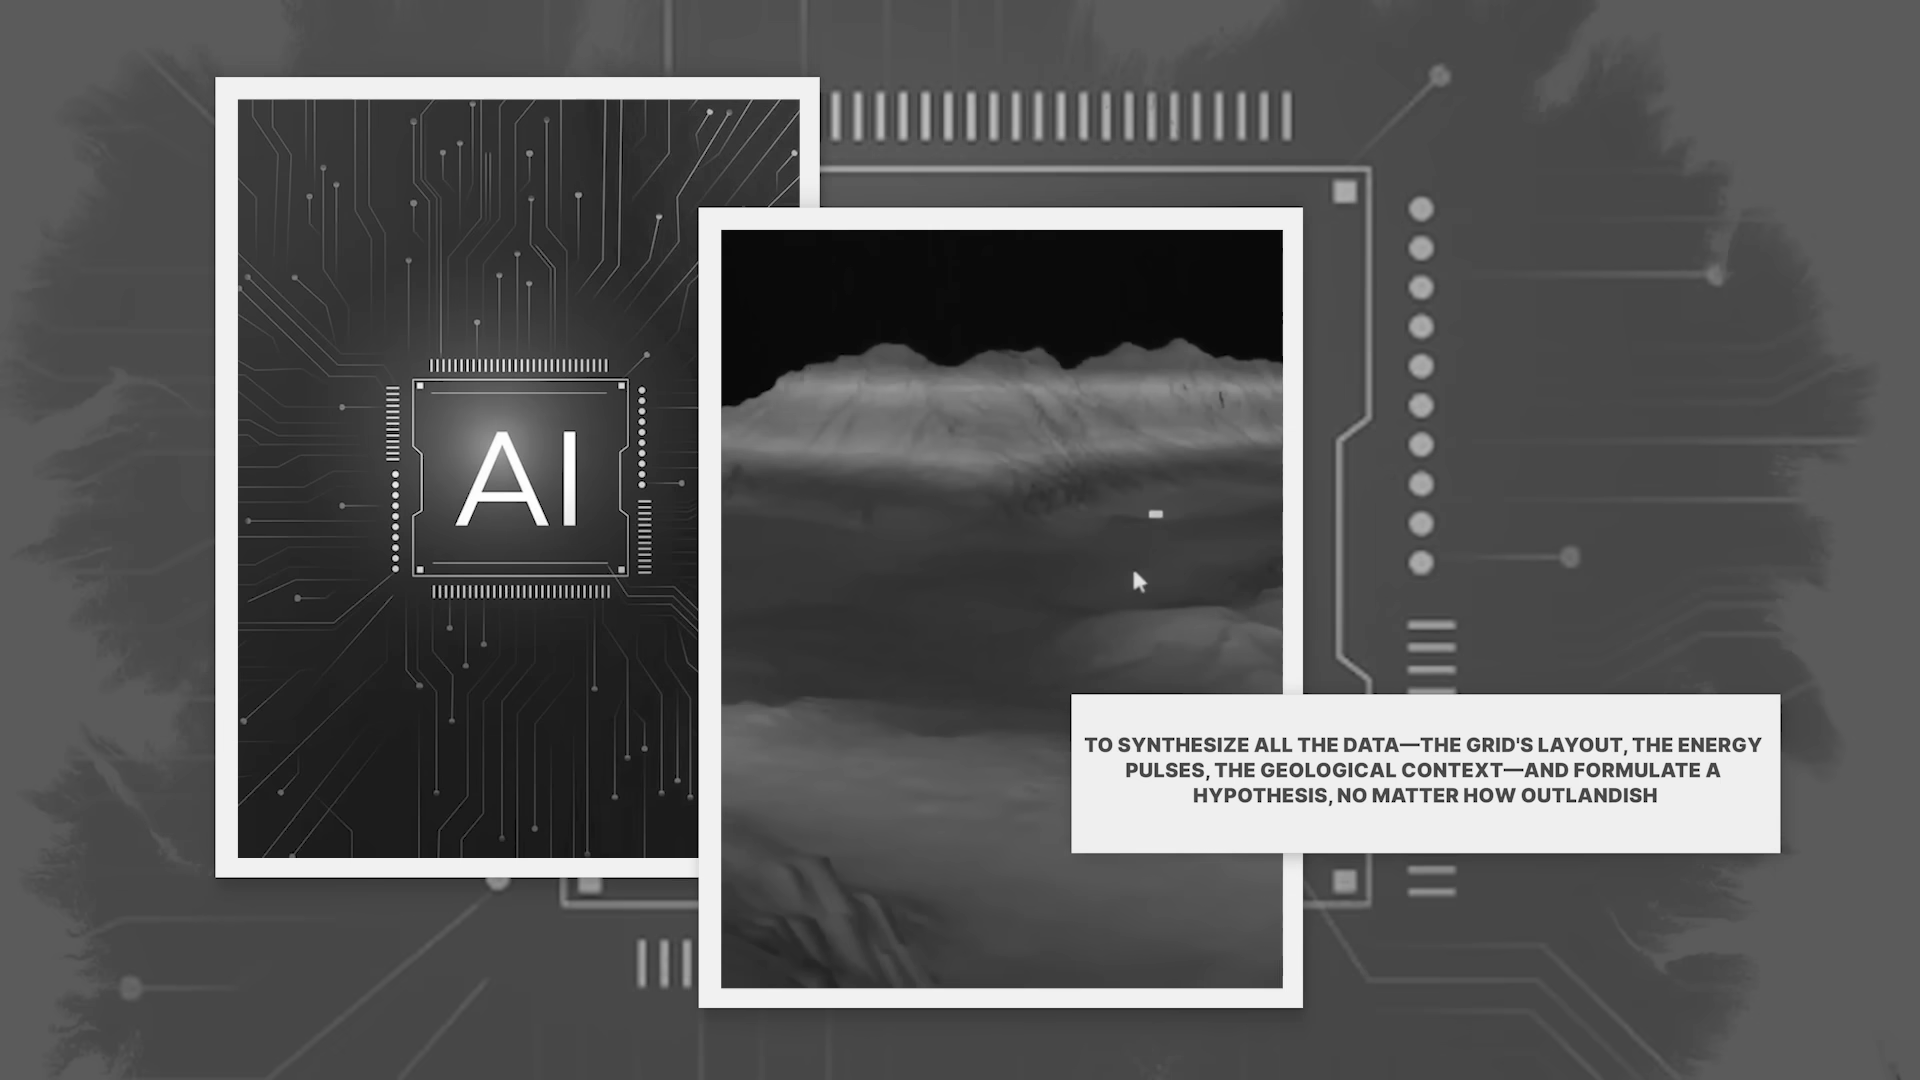 AI
TO SYNTHESIZE ALL THE DATA—THE GRID'S LAYOUT, THE ENERGY
PULSES, THE GEOLOGICAL CONTEXT—AND FORMULATE A
HYPOTHESIS, NO MATTER HOW OUTLANDISH